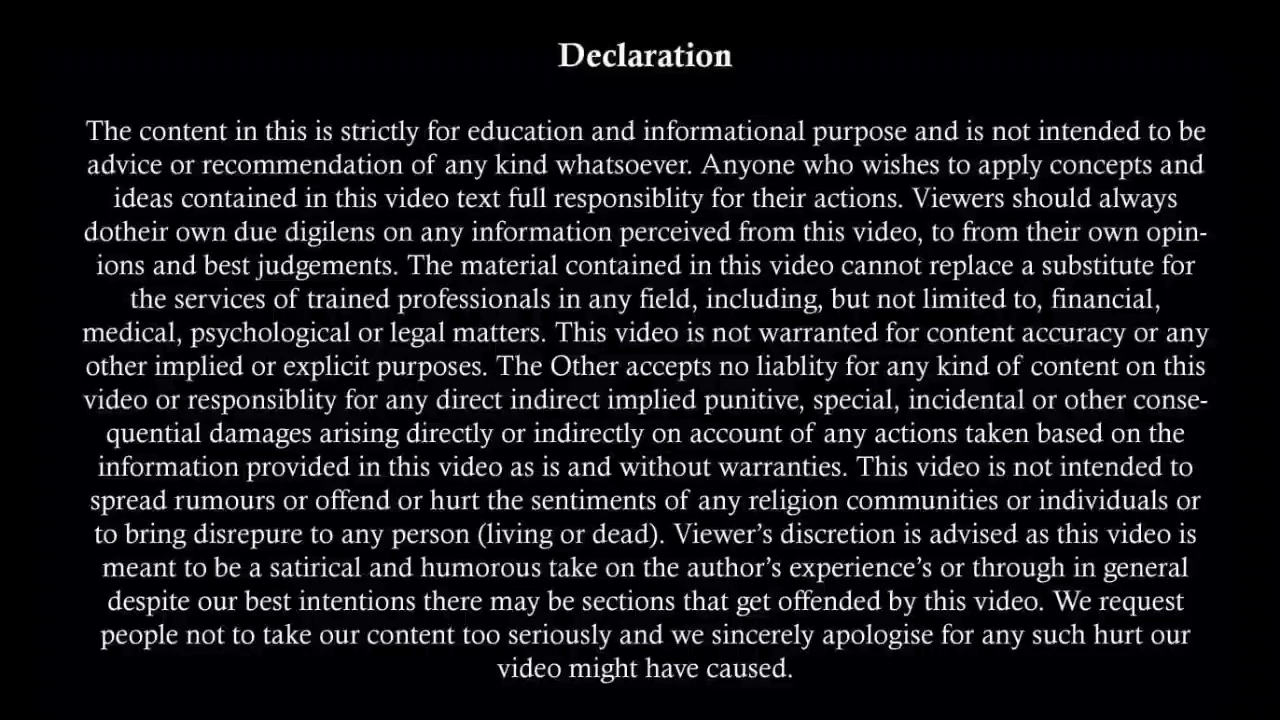 Declaration
The content in this is strictly for education and informational purpose and is not intended to be
advice or recommendation of any kind whatsoever. Anyone who wishes to apply concepts and
ideas contained in this video text full responsiblity for their actions. Viewers should always
dotheir own due digilens on any information perceived from this video, to from their own opin-
ions and best judgements. The material contained in this video cannot replace a substitute for
the services of trained professionals in any field, including, but not limited to, financial,
medical, psychological or legal matters. This video is not warranted for content accuracy or any
other implied or explicit purposes. The Other accepts no liablity for any kind of content on this
video or responsiblity for any direct indirect implied punitive, special, incidental or other conse-
quential damages arising directly or indirectly on account of any actions taken based on the
information provided in this video as is and without warranties. This video is not intended to
spread rumours or offend or hurt the sentiments of any religion communities or individuals or
to bring disrepure to any person (living or dead). Viewer’s discretion is advised as this video is
meant to be a satirical and humorous take on the author’s experience’s or through in general
despite our best intentions there may be sections that get offended by this video. We request
people not to take our content too seriously and we sincerely apologise for any such hurt our
video might have caused.